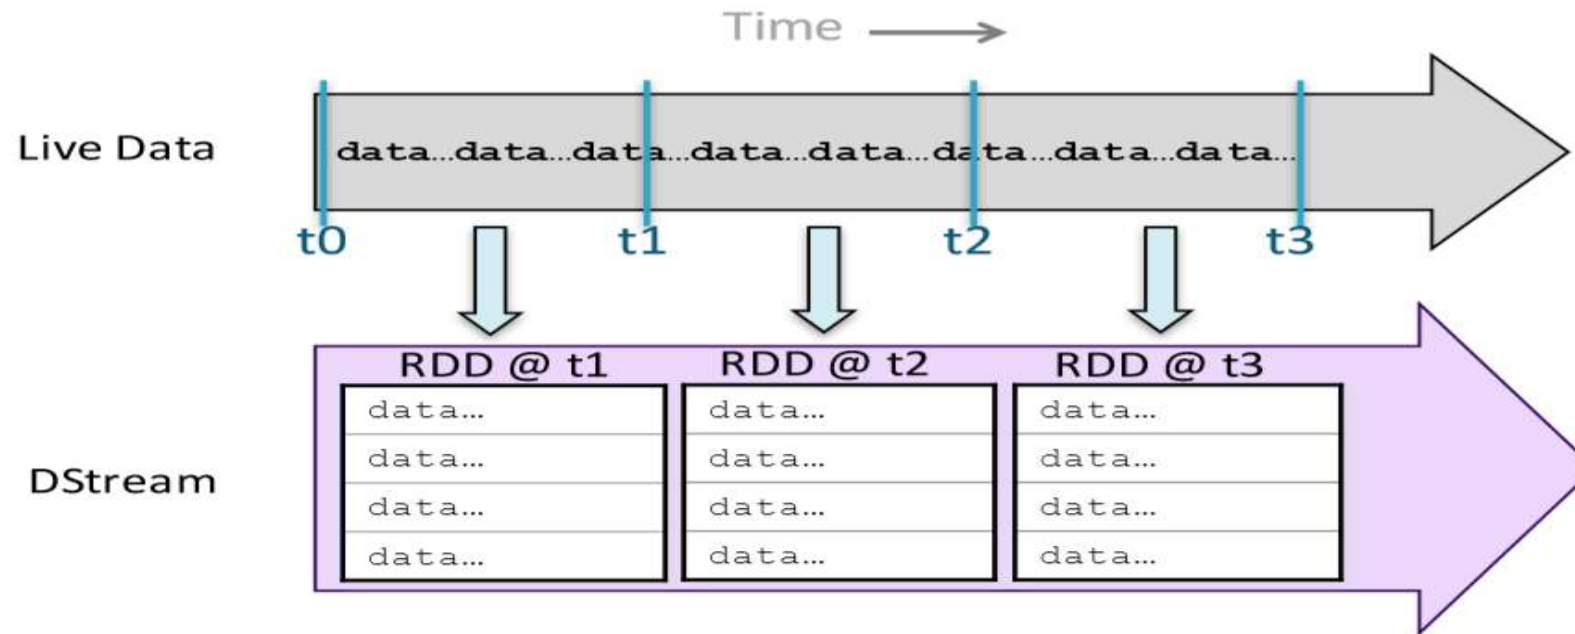 Time
Live Data
data…data…data…data…data…data…data…data…
t0 t1 t2 t3
RDD @ t1 RDD @ t2 RDD @ t3
data… data… data…
data… data… data…
DStream
data… data… data…
data… data… data…